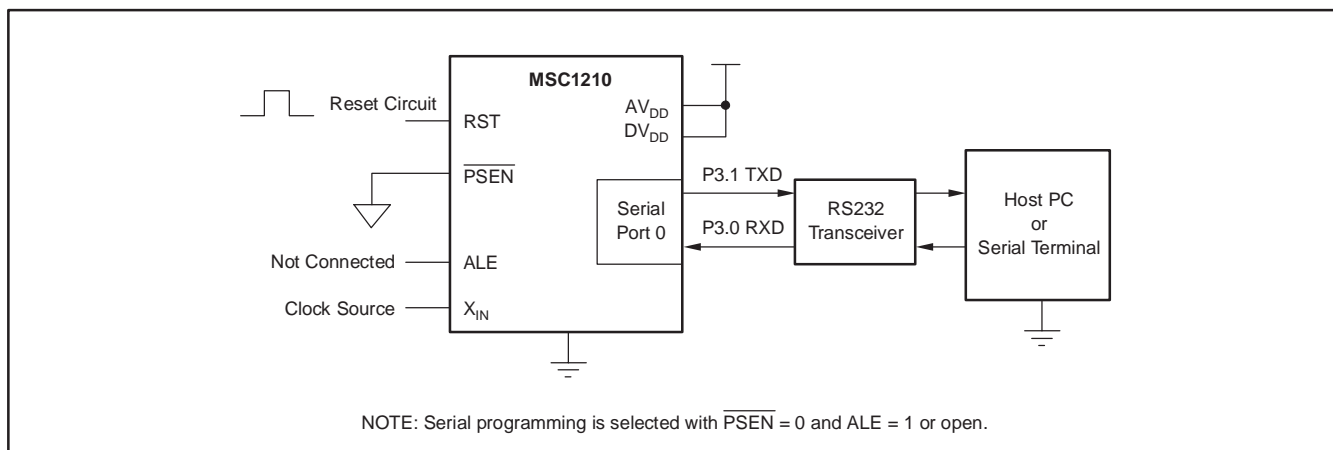 MSC1210
Reset Circuit
RST
AVDD
DVDD
PSEN
P3.1 TXD
Serial
Port 0
P3.0 RXD
RS232
Transceiver
Host PC
or
Serial Terminal
Not Connected
ALE
Clock Source
XIN
NOTE: Serial programming is selected with PSEN = 0 and ALE = 1 or open.